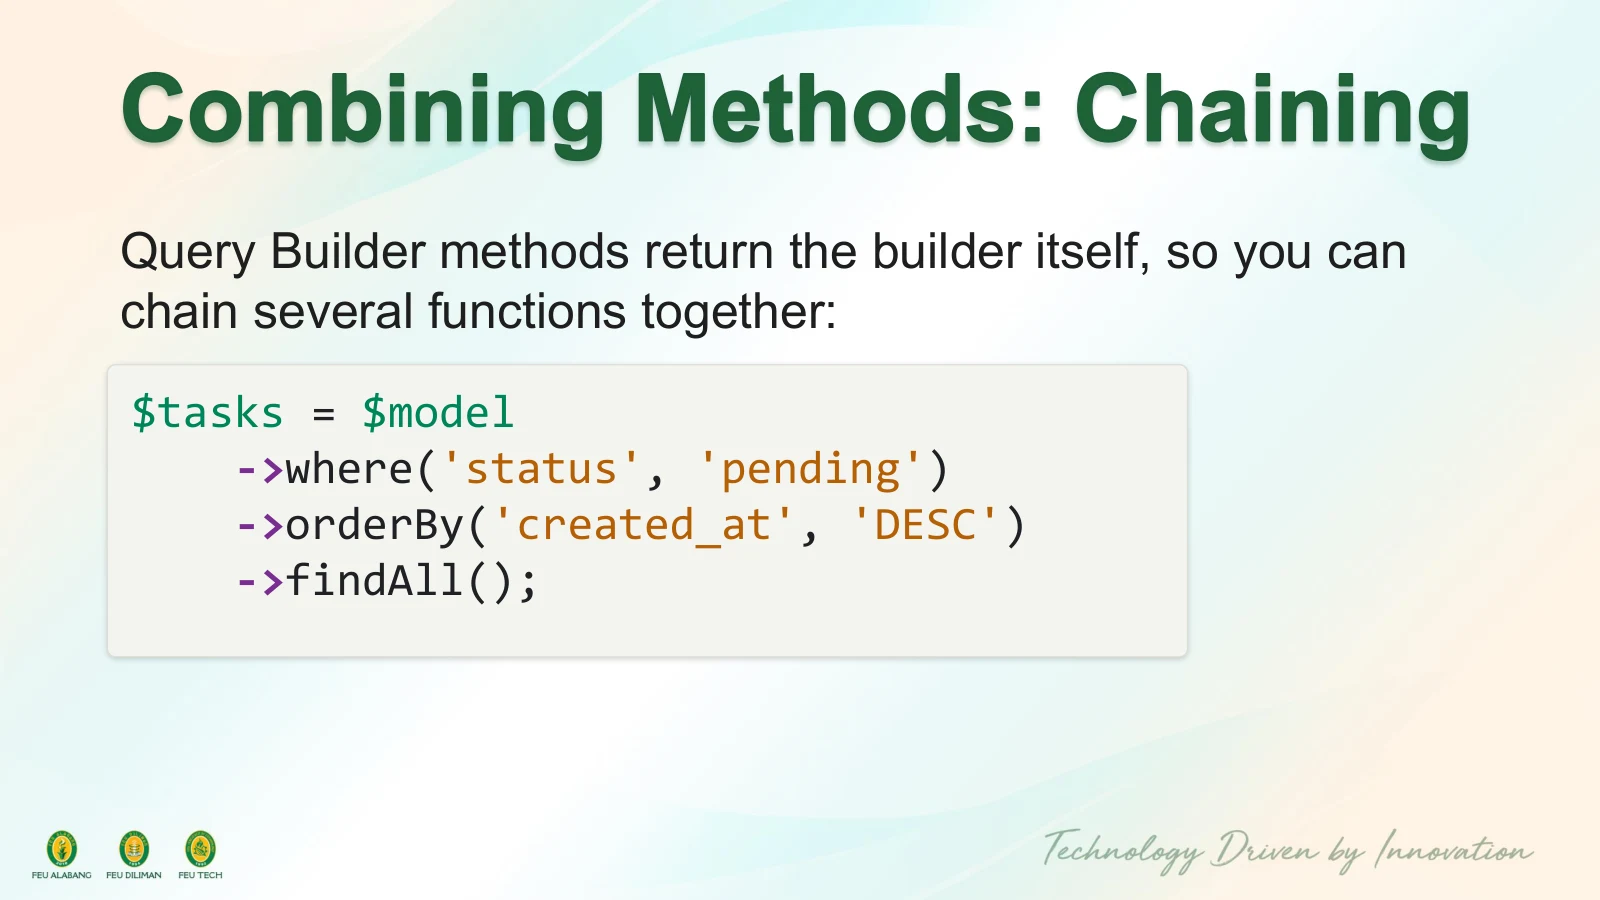 Combining Methods: Chaining
Query Builder methods return the builder itself, so you can
chain several functions together:
$tasks = $model
    ->where('status', 'pending')
    ->orderBy('created_at', 'DESC')
    ->findAll();
FEU ALABANG FEU DILIMAN FEU TECH
Technology Driven by Innovation